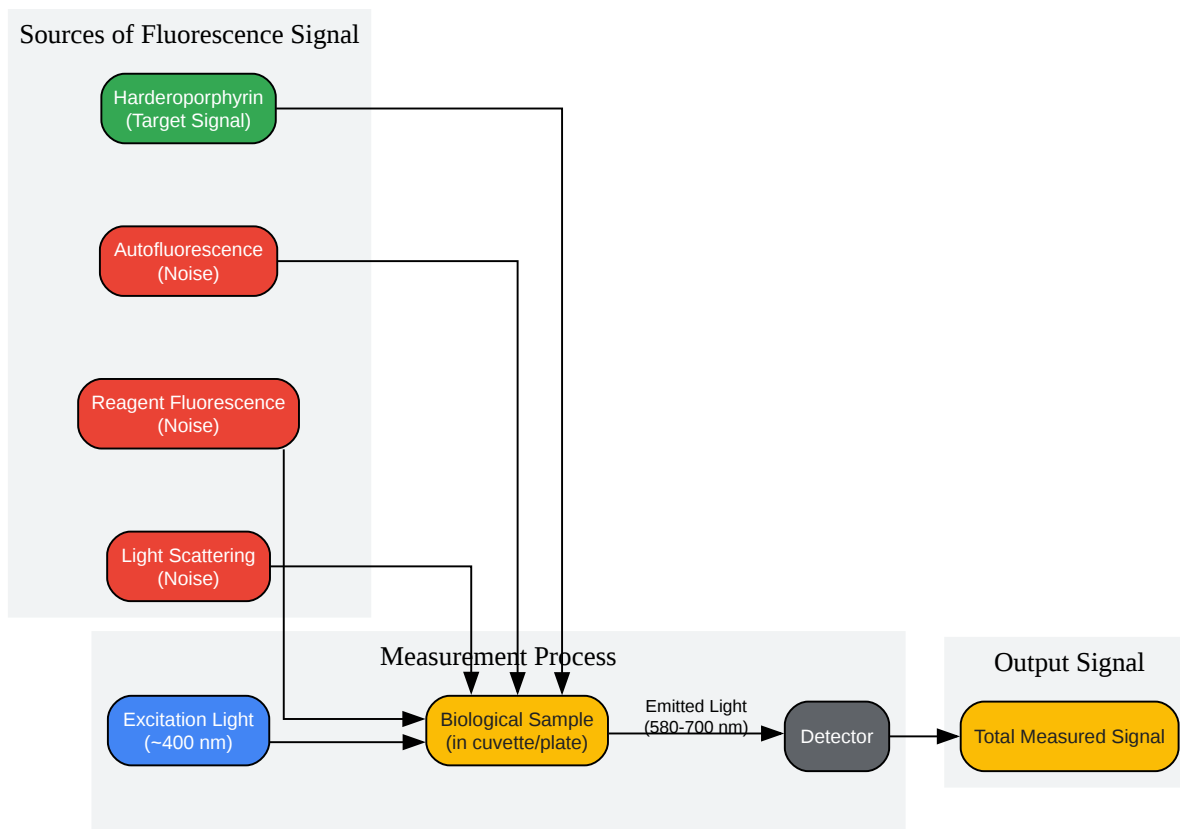 Sources of Fluorescence Signal
Harderoporphyrin
(Target Signal)
Autofluorescence
(Noise)
Reagent Fluorescence
(Noise)
Light Scattering
(Noise)
Measurement Process
Excitation Light
(~400 nm)
Biological Sample
(in cuvette/plate)
Emitted Light
(580-700 nm)
Detector
Output Signal
Total Measured Signal